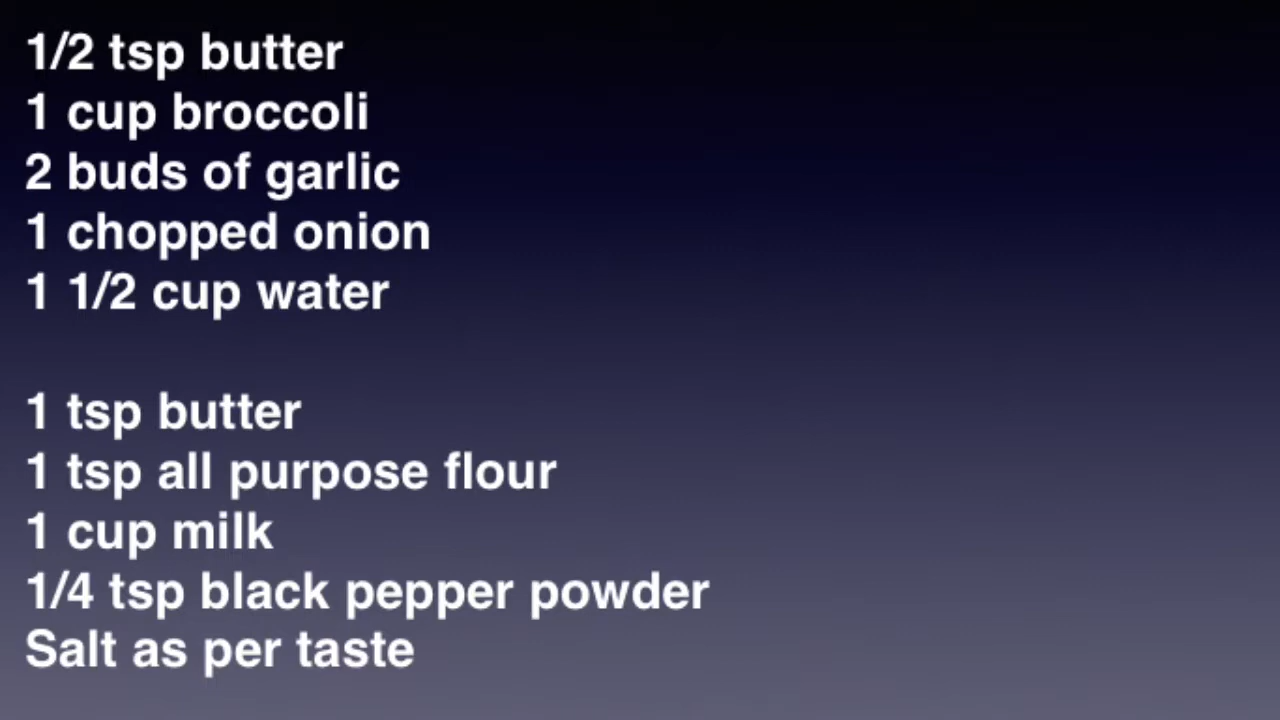 1/2 tsp butter
1 cup broccoli
2 buds of garlic
1 chopped onion
1 1/2 cup water
1 tsp butter
1 tsp all purpose flour
1 cup milk
1/4 tsp black pepper powder
Salt as per taste